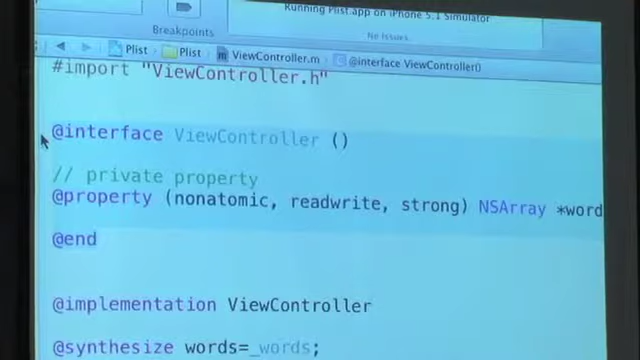 Running Plist.app on iPhone 5.1 Simulator
No Issues
Breakpoints
Plist Plist ViewController.m @interface ViewController()
#import "ViewController.h"
@interface ViewController ()
// private property
@property (nonatomic, readwrite, strong) NSArray *word
@end
@implementation ViewController
@synthesize words=_words;